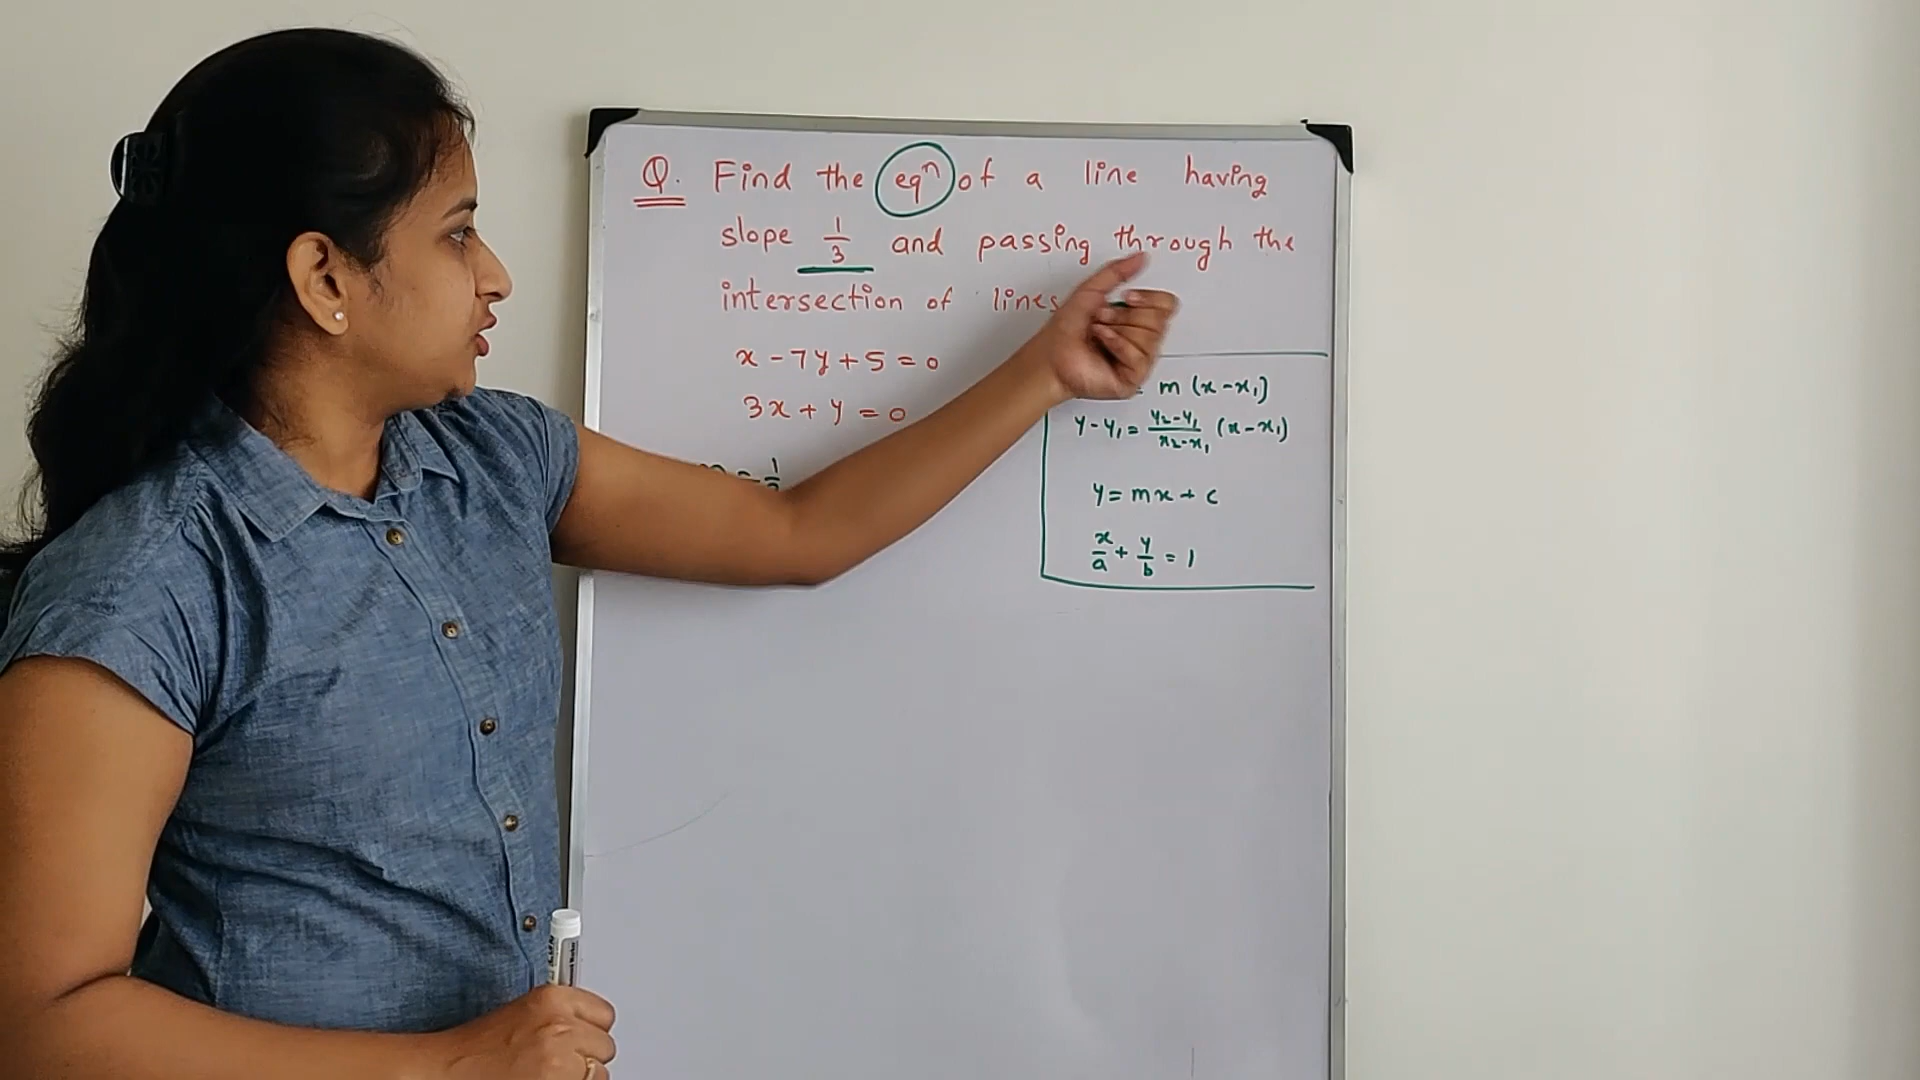 Q. Find the eqⁿ of a line having
slope 1/3 and passing through the
intersection of lines
x - 7y + 5 = 0
3x + y = 0
= m (x - x₁)
y - y₁ = y₂-y₁/x₂-x₁ (x - x₁)
y = mx + c
x/a + y/b = 1